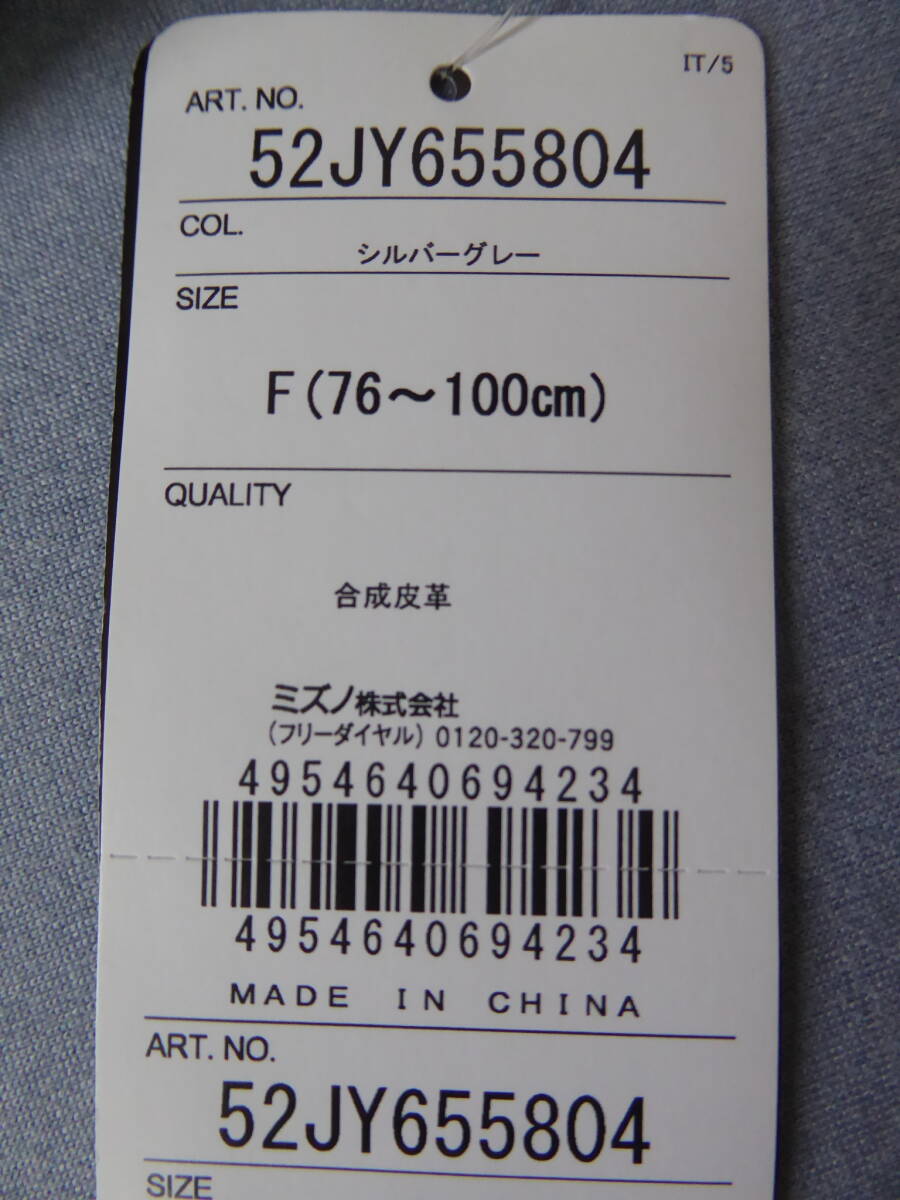 IT/5
ART. NO.
52JY655804
COL.
シルバーグレー
SIZE
F(76〜100cm)
QUALITY
合成皮革
ミズノ株式会社
(フリーダイヤル) 0120-320-799
4954640694234
4954640694234
MADE IN CHINA
ART. NO.
52JY655804
SIZE